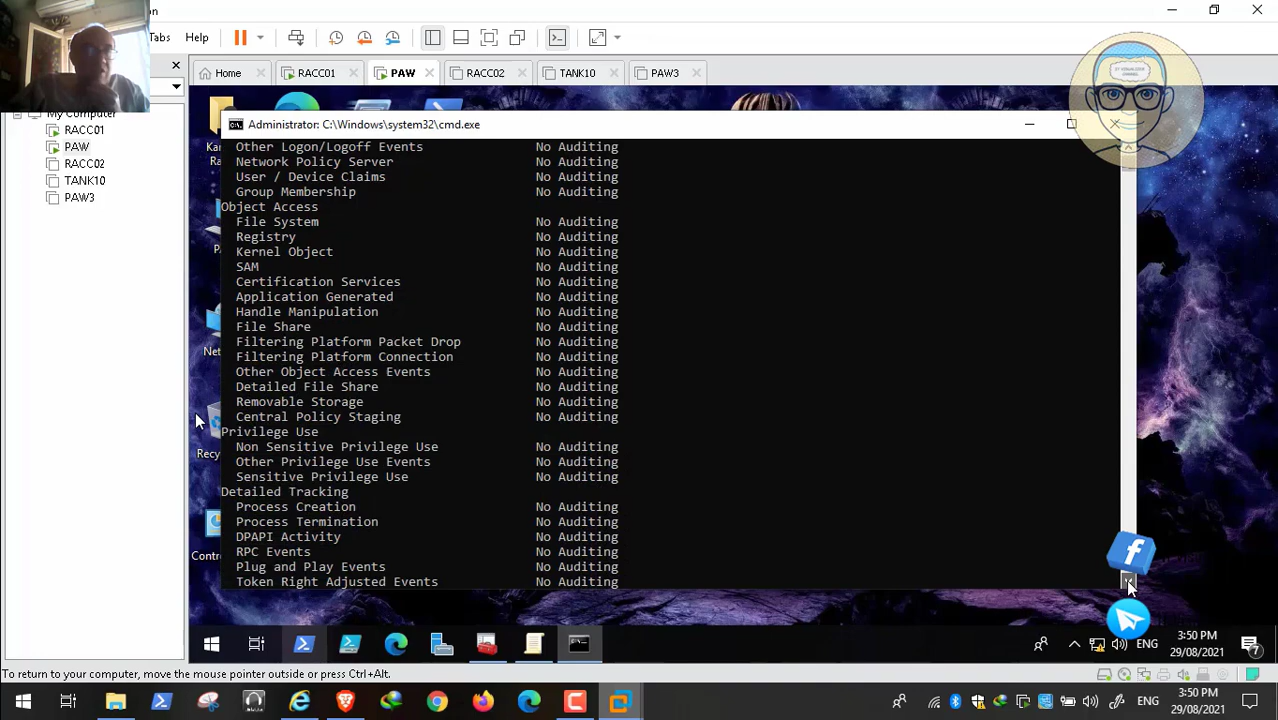 on
Tabs
Help
Home
RACC01
PAW
RACC02
TANK10
PAW3
My Computer
RACC01
PAW
RACC02
TANK10
PAW3
Administrator: C:\Windows\system32\cmd.exe
Other Logon/Logoff Events No Auditing
Network Policy Server No Auditing
User / Device Claims No Auditing
Group Membership No Auditing
Object Access
File System No Auditing
Registry No Auditing
Kernel Object No Auditing
SAM No Auditing
Certification Services No Auditing
Application Generated No Auditing
Handle Manipulation No Auditing
File Share No Auditing
Filtering Platform Packet Drop No Auditing
Filtering Platform Connection No Auditing
Other Object Access Events No Auditing
Detailed File Share No Auditing
Removable Storage No Auditing
Central Policy Staging No Auditing
Privilege Use
Non Sensitive Privilege Use No Auditing
Other Privilege Use Events No Auditing
Sensitive Privilege Use No Auditing
Detailed Tracking
Process Creation No Auditing
Process Termination No Auditing
DPAPI Activity No Auditing
RPC Events No Auditing
Plug and Play Events No Auditing
Token Right Adjusted Events No Auditing
Net
Recy
Contro
ENG
3:50 PM
29/08/2021
7
To return to your computer, move the mouse pointer outside or press Ctrl+Alt.
ENG
3:50 PM
29/08/2021